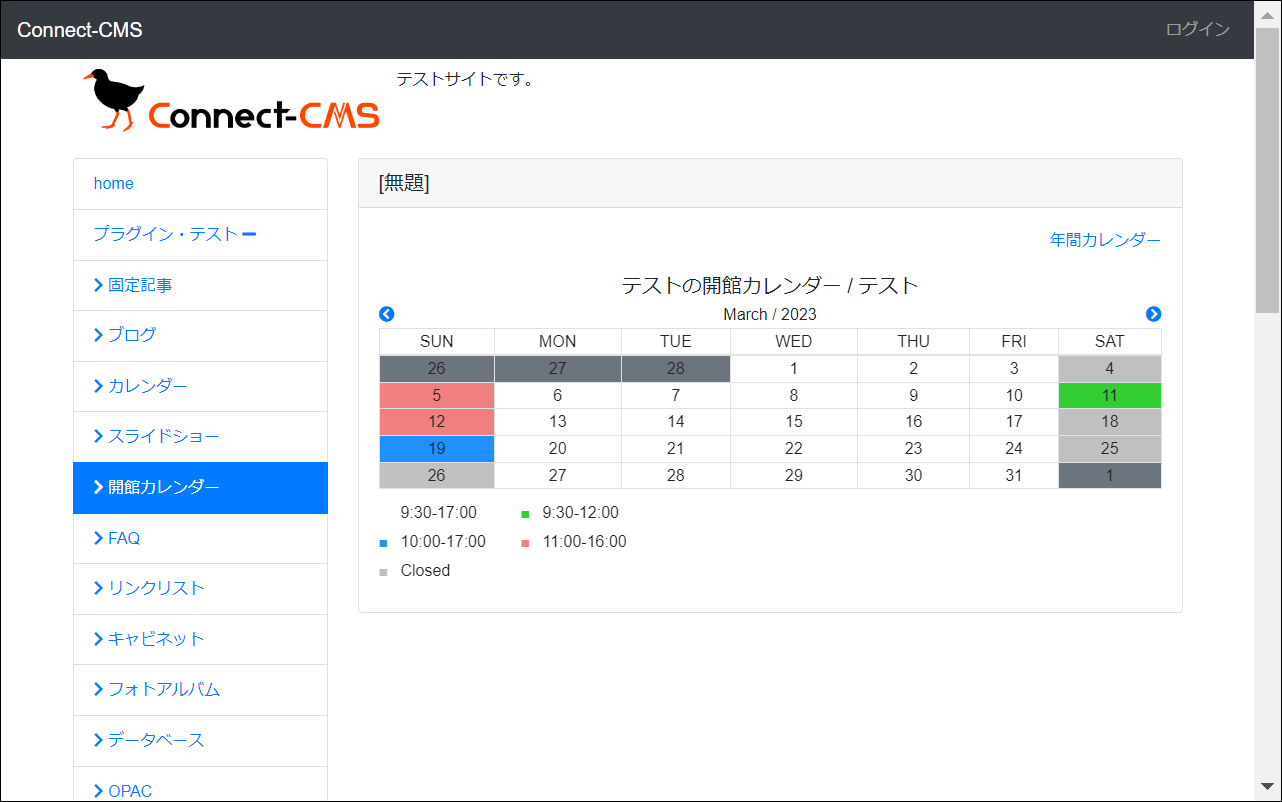 Connect-CMS ログイン
Connect-CMS テストサイトです。
home
プラグイン・テスト
固定記事
ブログ
カレンダー
スライドショー
開館カレンダー
FAQ
リンクリスト
キャビネット
フォトアルバム
データベース
OPAC
[無題]
年間カレンダー
テストの開館カレンダー / テスト
March / 2023
SUN MON TUE WED THU FRI SAT
26 27 28 1 2 3 4
5 6 7 8 9 10 11
12 13 14 15 16 17 18
19 20 21 22 23 24 25
26 27 28 29 30 31 1
9:30-17:00 9:30-12:00
10:00-17:00 11:00-16:00
Closed